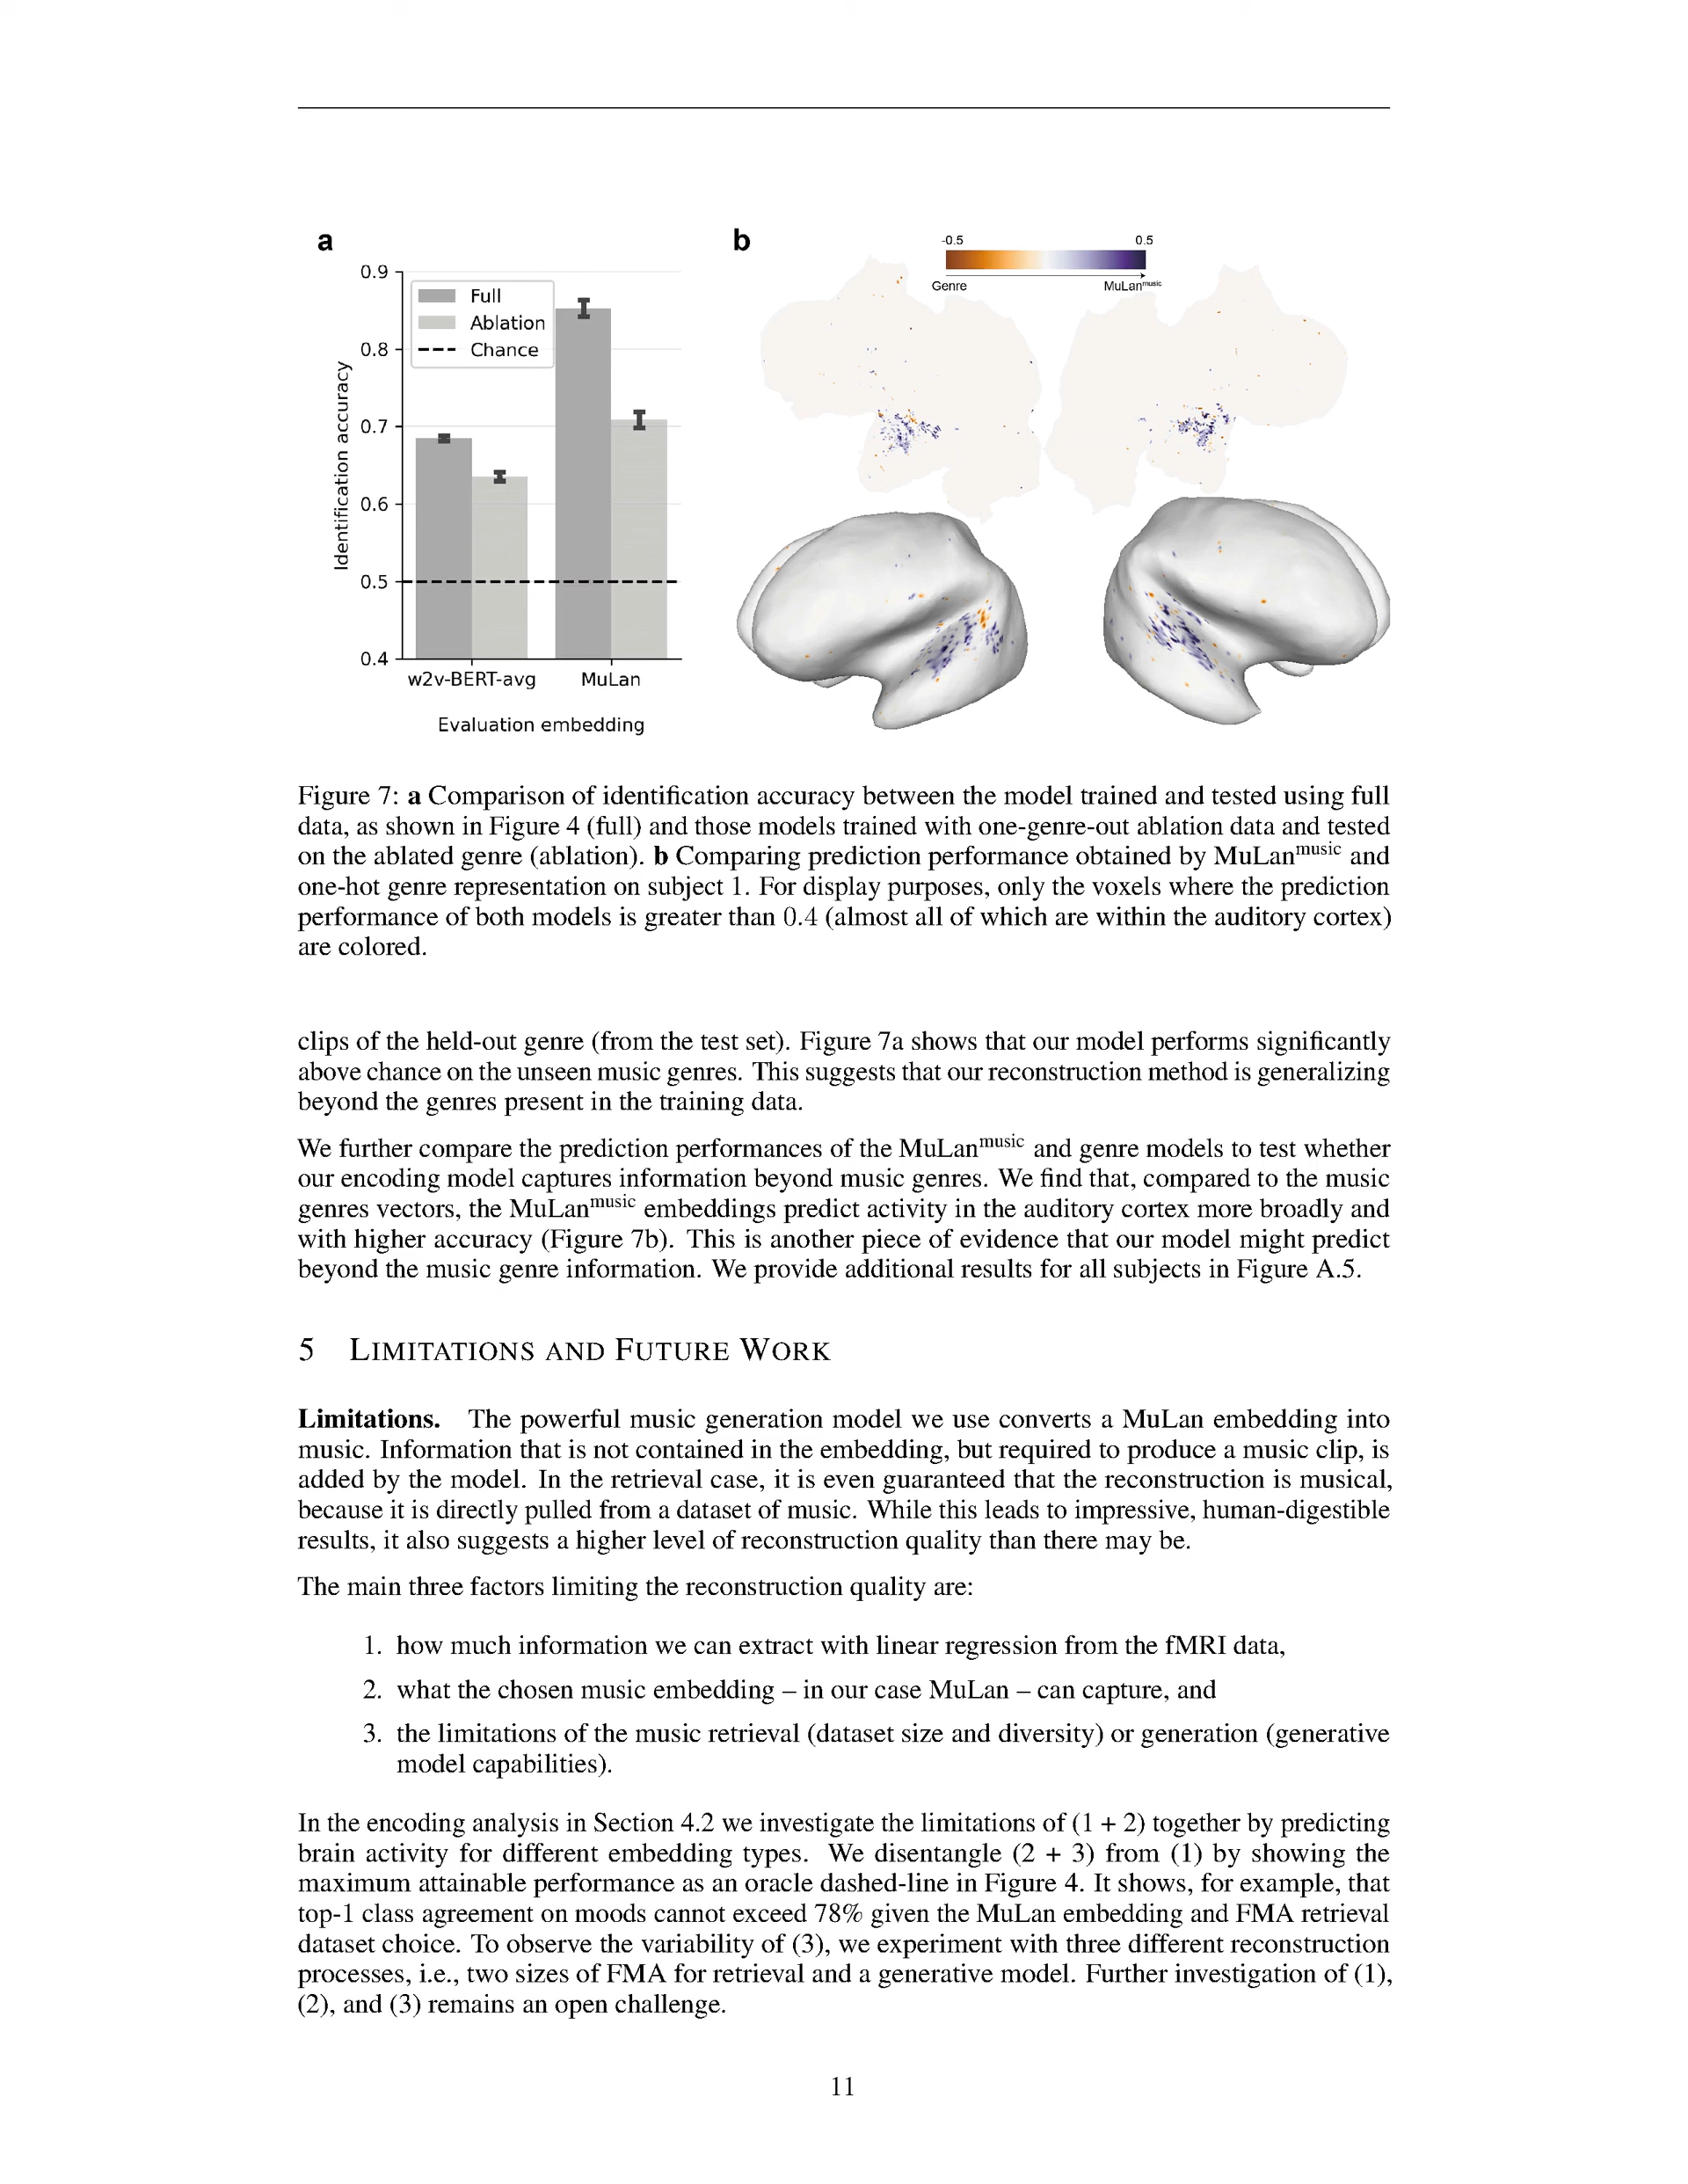 a
0.9
0.8
0.7
0.6
0.5
0.4
Identification accuracy
Full
Ablation
Chance
w2v-BERT-avg
MuLan
Evaluation embedding
b
-0.5
0.5
Genre
MuLanmusic
Figure 7: a Comparison of identification accuracy between the model trained and tested using full
data, as shown in Figure 4 (full) and those models trained with one-genre-out ablation data and tested
on the ablated genre (ablation). b Comparing prediction performance obtained by MuLanmusic and
one-hot genre representation on subject 1. For display purposes, only the voxels where the prediction
performance of both models is greater than 0.4 (almost all of which are within the auditory cortex)
are colored.
clips of the held-out genre (from the test set). Figure 7a shows that our model performs significantly
above chance on the unseen music genres. This suggests that our reconstruction method is generalizing
beyond the genres present in the training data.
We further compare the prediction performances of the MuLanmusic and genre models to test whether
our encoding model captures information beyond music genres. We find that, compared to the music
genres vectors, the MuLanmusic embeddings predict activity in the auditory cortex more broadly and
with higher accuracy (Figure 7b). This is another piece of evidence that our model might predict
beyond the music genre information. We provide additional results for all subjects in Figure A.5.
5 LIMITATIONS AND FUTURE WORK
Limitations. The powerful music generation model we use converts a MuLan embedding into
music. Information that is not contained in the embedding, but required to produce a music clip, is
added by the model. In the retrieval case, it is even guaranteed that the reconstruction is musical,
because it is directly pulled from a dataset of music. While this leads to impressive, human-digestible
results, it also suggests a higher level of reconstruction quality than there may be.
The main three factors limiting the reconstruction quality are:
1. how much information we can extract with linear regression from the fMRI data,
2. what the chosen music embedding – in our case MuLan – can capture, and
3. the limitations of the music retrieval (dataset size and diversity) or generation (generative
model capabilities).
In the encoding analysis in Section 4.2 we investigate the limitations of (1 + 2) together by predicting
brain activity for different embedding types. We disentangle (2 + 3) from (1) by showing the
maximum attainable performance as an oracle dashed-line in Figure 4. It shows, for example, that
top-1 class agreement on moods cannot exceed 78% given the MuLan embedding and FMA retrieval
dataset choice. To observe the variability of (3), we experiment with three different reconstruction
processes, i.e., two sizes of FMA for retrieval and a generative model. Further investigation of (1),
(2), and (3) remains an open challenge.
11